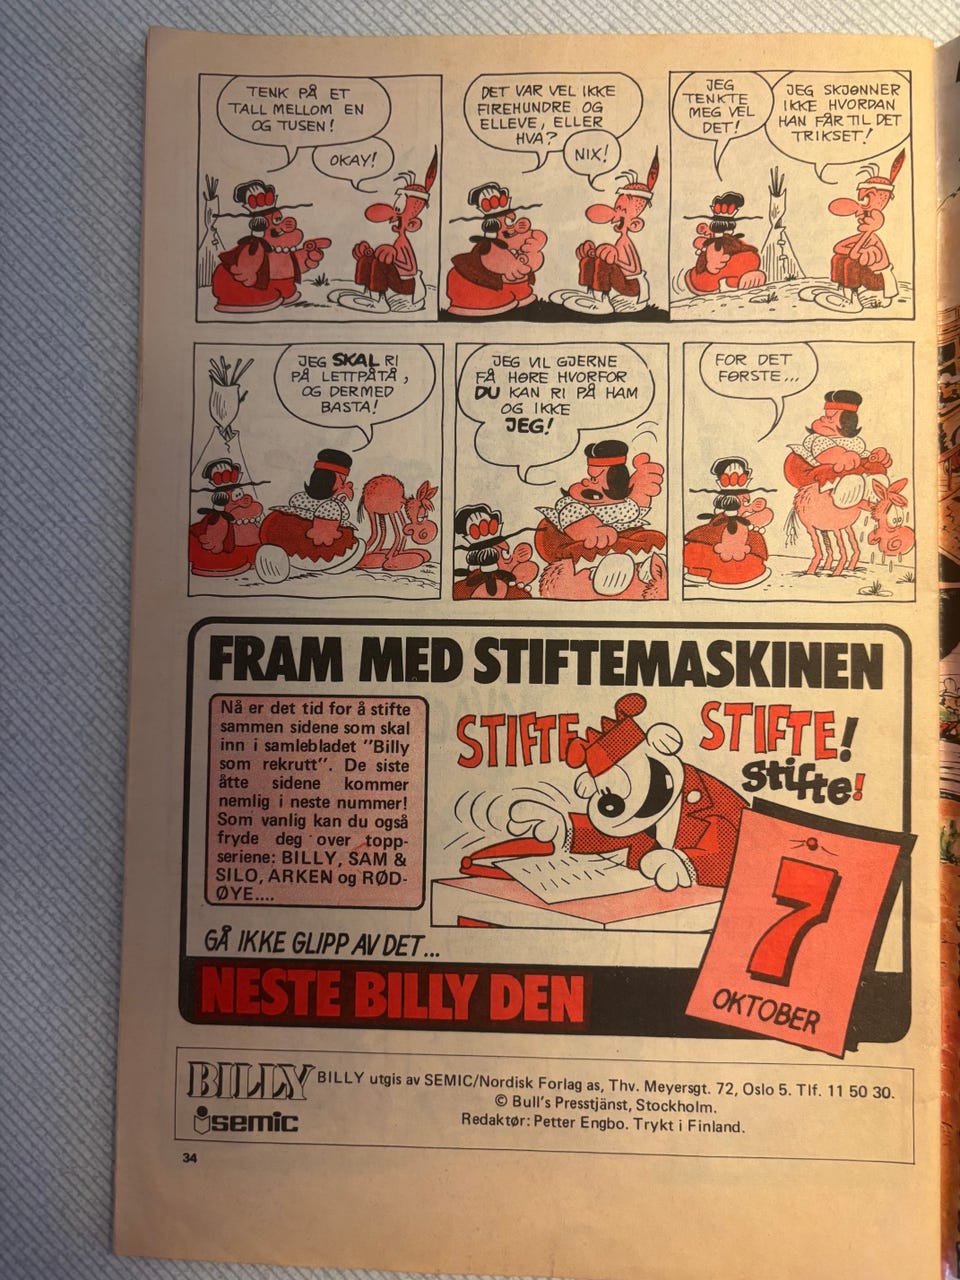 TENK PÅ ET
TALL MELLOM EN
OG TUSEN!
OKAY!
DET VAR VEL IKKE
FIREHUNDRE OG
ELLEVE, ELLER
HVA?
NIX!
JEG
TENKTE
MEG VEL
DET!
JEG SKJØNNER
IKKE HVORDAN
HAN FÅR TIL DET
TRIKSET!
JEG SKAL RI
PÅ LETTPÅTÅ,
OG DERMED
BASTA!
JEG VIL GJERNE
FÅ HØRE HVORFOR
DU KAN RI PÅ HAM
OG IKKE
JEG!
FOR DET
FØRSTE...
FRAM MED STIFTEMASKINEN
Nå er det tid for å stifte
sammen sidene som skal
inn i samlebladet "Billy
som rekrutt". De siste
åtte sidene kommer
nemlig i neste nummer!
Som vanlig kan du også
fryde deg over topp-
seriene: BILLY, SAM &
SILO, ARKEN og RØD-
ØYE....
STIFTE
STIFTE!
Stifte!
GÅ IKKE GLIPP AV DET...
NESTE BILLY DEN
7
OKTOBER
BILLY
BILLY utgis av SEMIC/Nordisk Forlag as, Thv. Meyersgt. 72, Oslo 5. Tlf. 11 50 30.
© Bull's Presstjänst, Stockholm.
semic
Redaktør: Petter Engbo. Trykt i Finland.
34